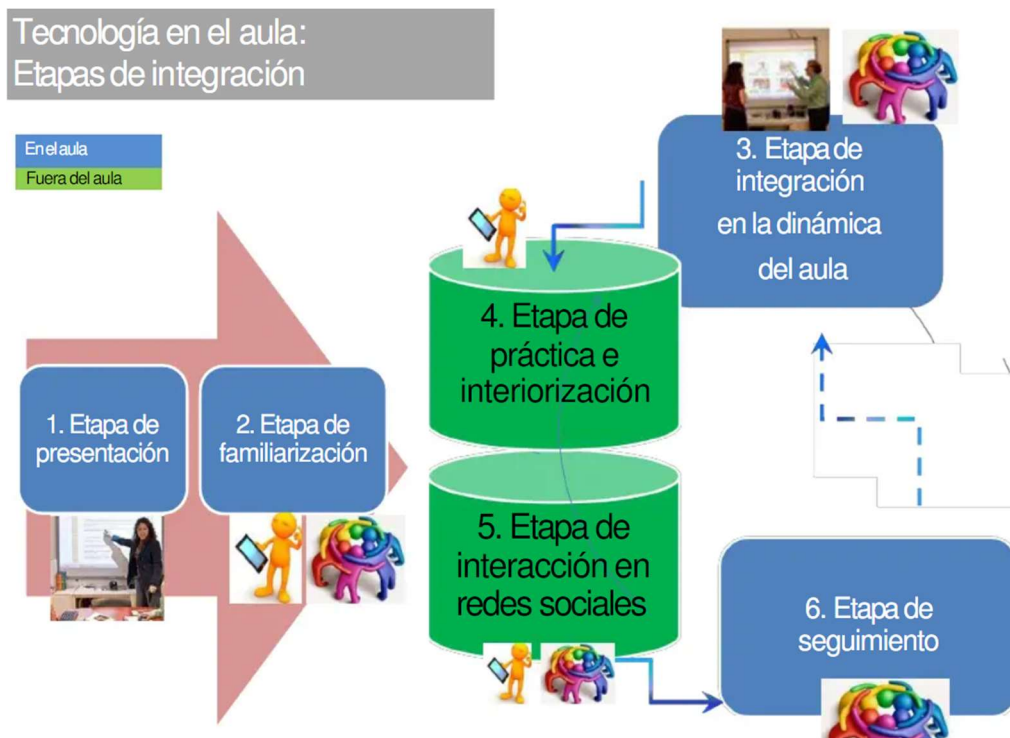 Tecnología en el aula:
Etapas de integración
En el aula
Fuera del aula
1. Etapa de
presentación
2. Etapa de
familiarización
3. Etapa de
integración
en la dinámica
del aula
4. Etapa de
práctica e
interiorización
5. Etapa de
interacción en
redes sociales
6. Etapa de
seguimiento